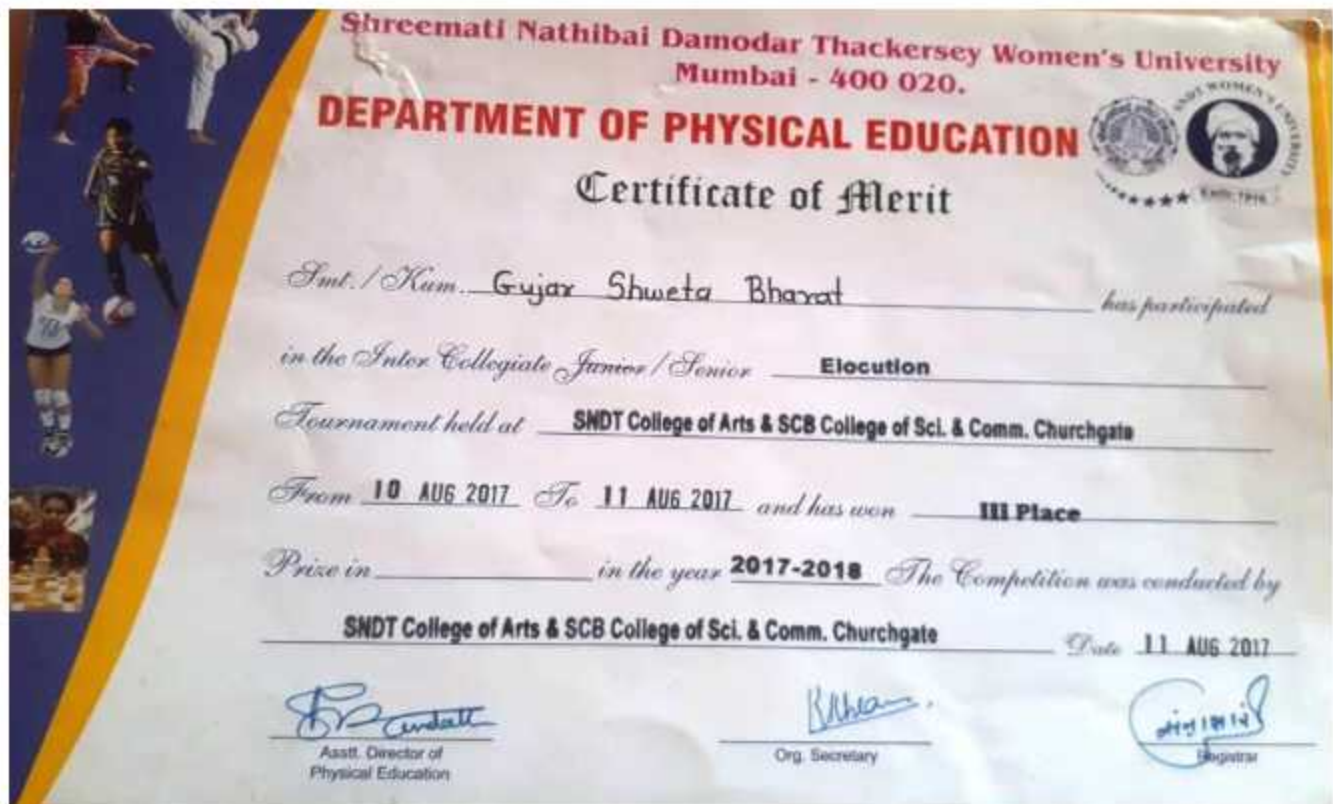 Shreemati Nathibai Damodar Thackersey Women's University
Mumbai - 400 020.
DEPARTMENT OF PHYSICAL EDUCATION
SNDT WOMEN'S UNIVERSITY
Certificate of Merit
Smt. / Kum. Gujar Shweta Bharat has participated
in the Inter Collegiate Junior / Senior Elocution
Tournament held at SNDT College of Arts & SCB College of Sci. & Comm. Churchgate
From 10 AUG 2017 To 11 AUG 2017 and has won III Place
Prize in in the year 2017-2018 The Competition was conducted by
SNDT College of Arts & SCB College of Sci. & Comm. Churchgate Date 11 AUG 2017
Asstt. Director of
Physical Education
Org. Secretary
Registrar